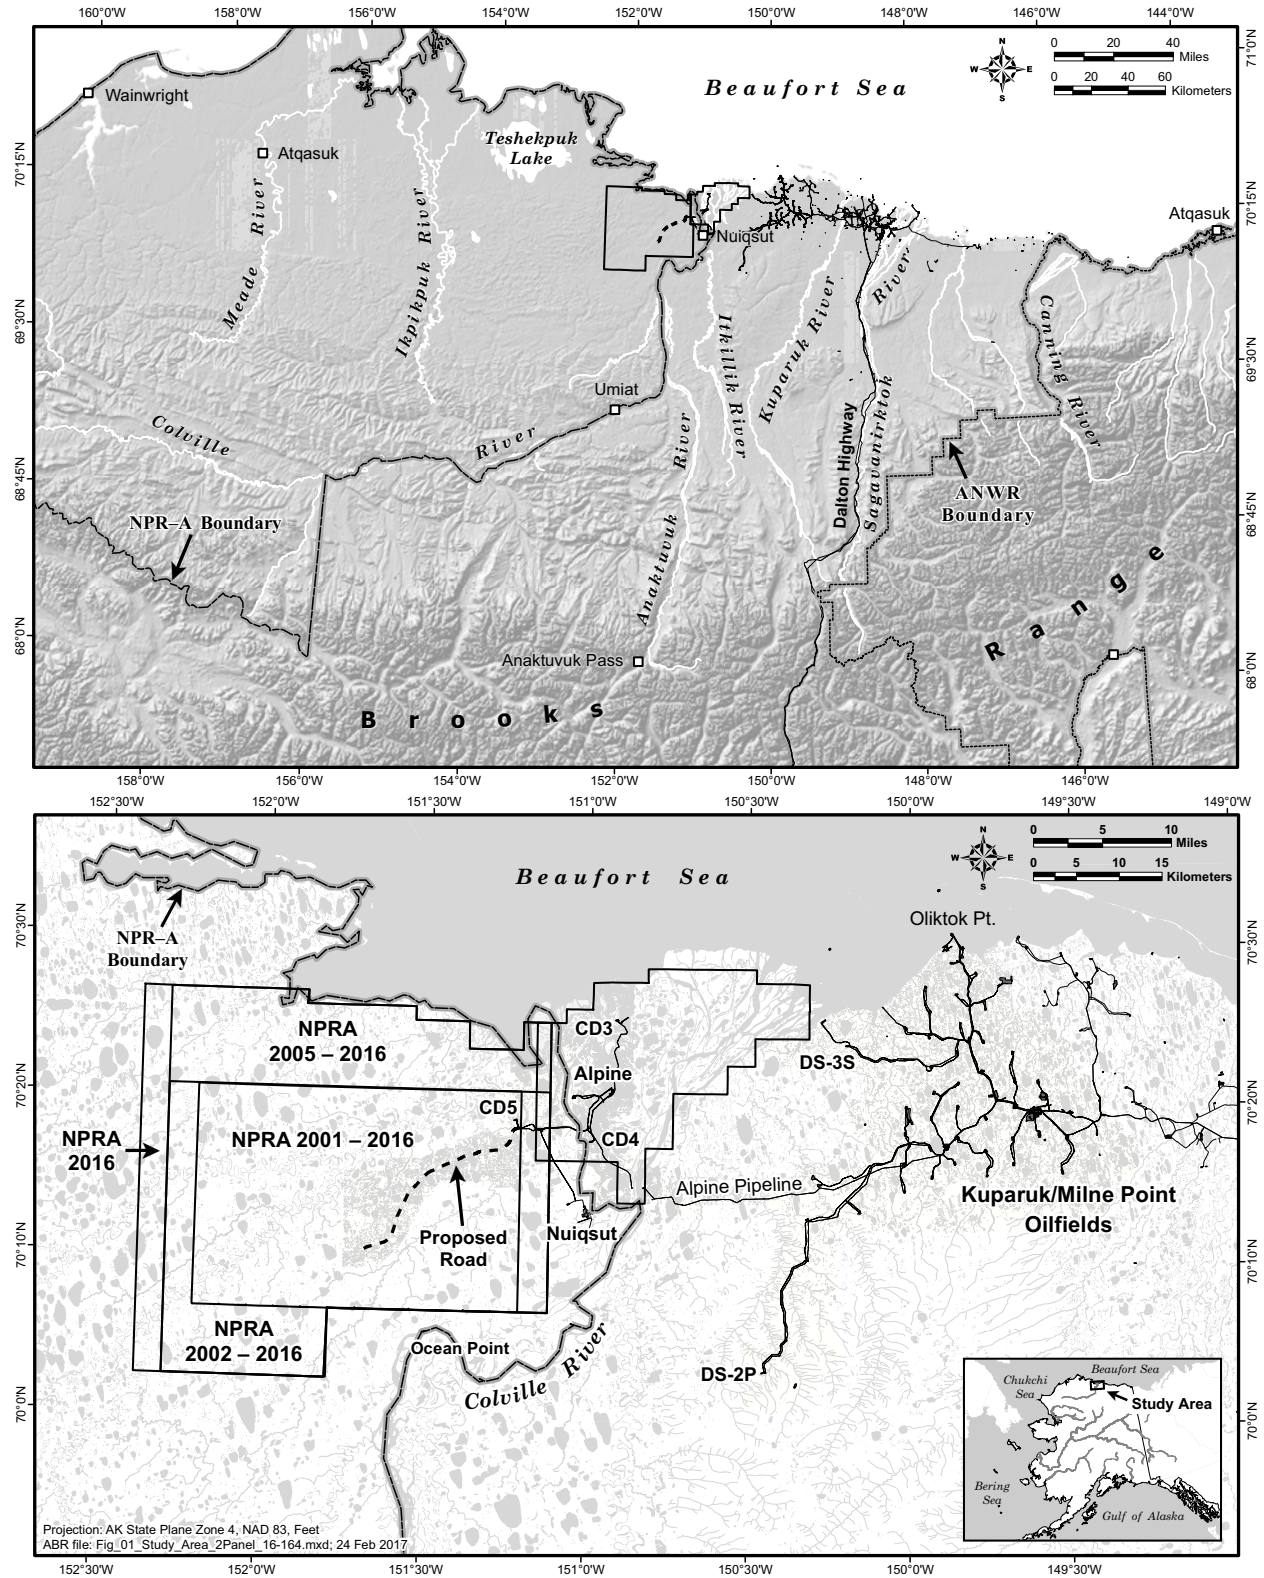 160°0'W 158°0'W 156°0'W 154°0'W 152°0'W 150°0'W 148°0'W 146°0'W 144°0'W
71°0'N
N
W E
S
0 20 40
Miles
0 20 40 60
Kilometers
Beaufort Sea
Wainwright
Teshekpuk
Lake
Atqasuk
70°15'N
70°15'N
Atqasuk
Meade River
Ikpikpuk River
Nuiqsut
Itkillik River
Kuparuk River
River
Canning River
69°30'N
69°30'N
Umiat
Colville
River
Anaktuvuk River
Dalton Highway
Sagavanirktok
68°45'N
68°45'N
ANWR
Boundary
NPR–A Boundary
68°0'N
68°0'N
Anaktuvuk Pass
Brooks
Range
158°0'W 156°0'W 154°0'W 152°0'W 150°0'W 148°0'W 146°0'W
152°30'W 152°0'W 151°30'W 151°0'W 150°30'W 150°0'W 149°30'W 149°0'W
N
W E
S
0 5 10
Miles
0 5 10 15
Kilometers
Beaufort Sea
Oliktok Pt.
NPR–A
Boundary
70°30'N
70°30'N
NPRA
2005 – 2016
CD3
Alpine
DS-3S
70°20'N
70°20'N
CD5
CD4
NPRA
2016
NPRA 2001 – 2016
Alpine Pipeline
Kuparuk/Milne Point
Oilfields
Proposed
Road
Nuiqsut
70°10'N
70°10'N
NPRA
2002 – 2016
Ocean Point
Colville River
DS-2P
70°0'N
70°0'N
Chukchi
Sea
Beaufort Sea
Study Area
Bering
Sea
Gulf of Alaska
Projection: AK State Plane Zone 4, NAD 83, Feet
ABR file: Fig_01_Study_Area_2Panel_16-164.mxd; 24 Feb 2017
152°30'W 152°0'W 151°30'W 151°0'W 150°30'W 150°0'W 149°30'W